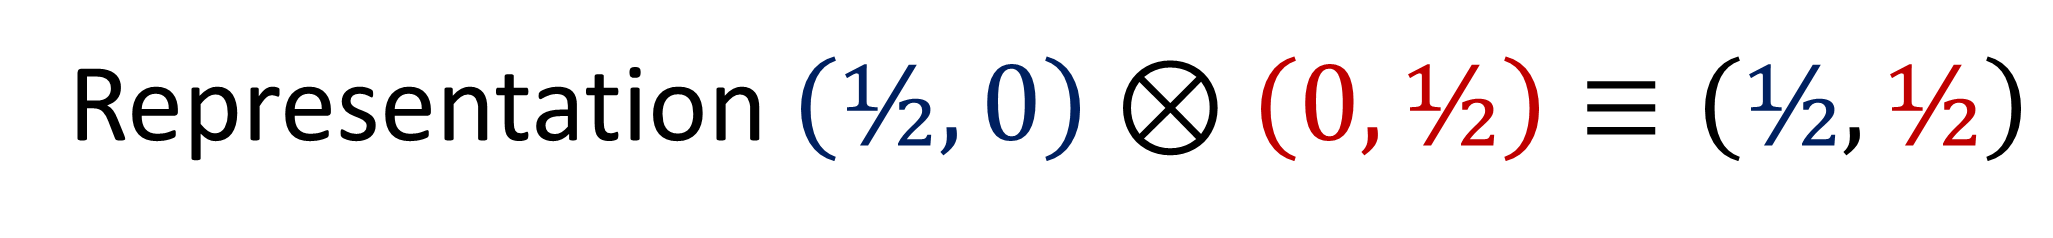 Representation (½, 0) ⊗ (0, ½) ≡ (½, ½)